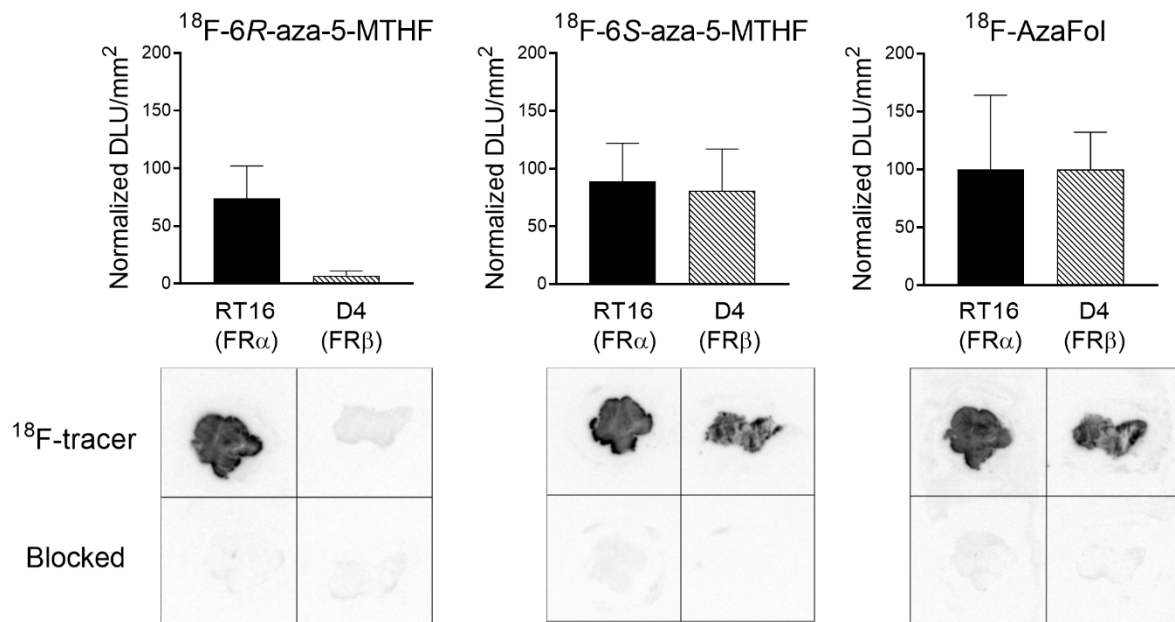 ¹⁸F-6R-aza-5-MTHF
Normalized DLU/mm²
200
150
100
50
0
RT16
(FRα)
D4
(FRβ)
¹⁸F-6S-aza-5-MTHF
Normalized DLU/mm²
200
150
100
50
0
RT16
(FRα)
D4
(FRβ)
¹⁸F-AzaFol
Normalized DLU/mm²
200
150
100
50
0
RT16
(FRα)
D4
(FRβ)
¹⁸F-tracer
Blocked